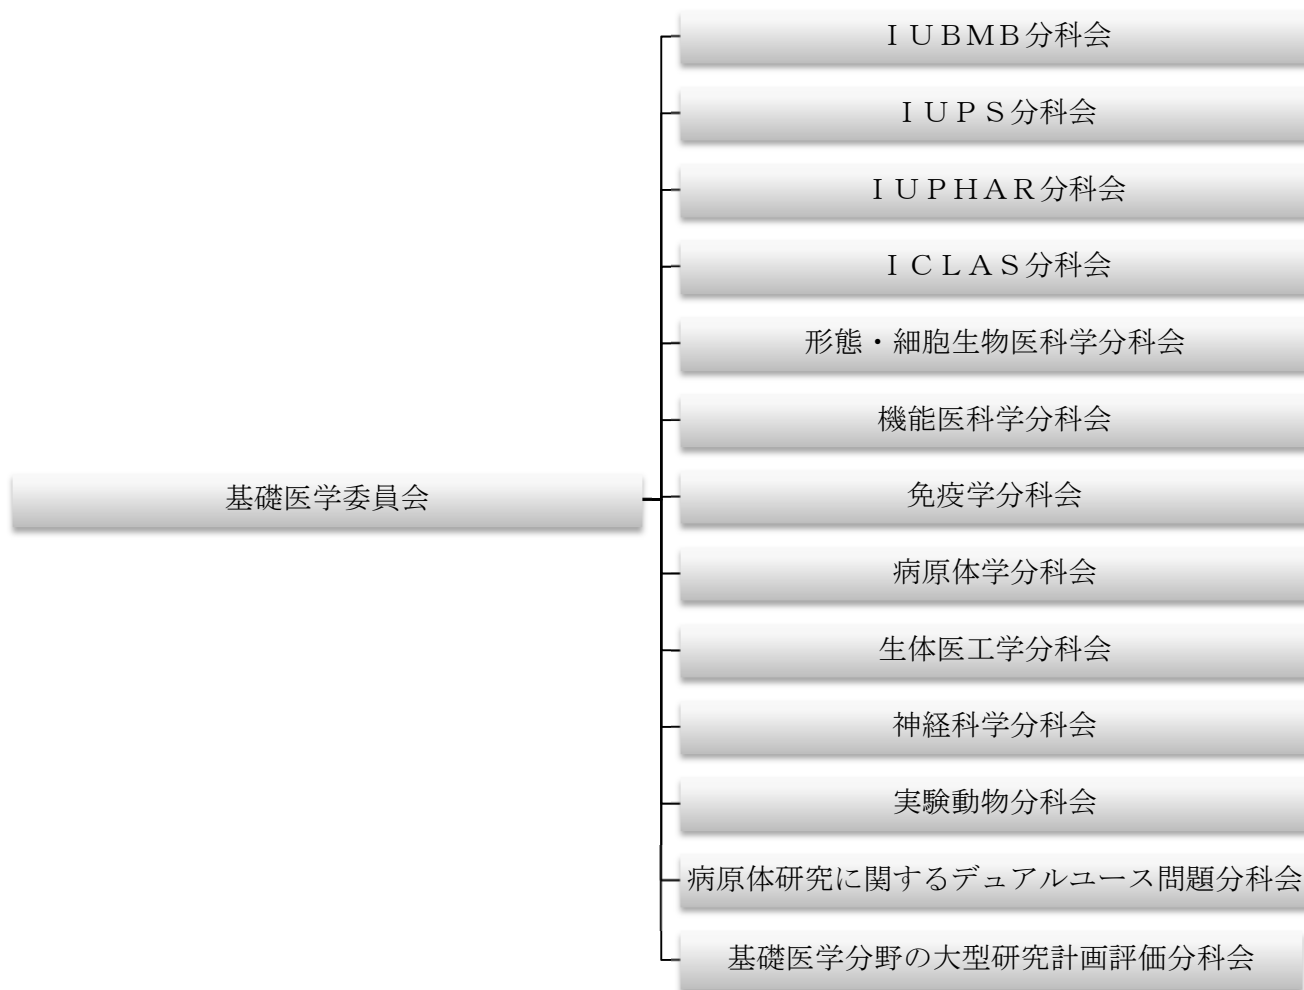 基礎医学委員会
ＩＵＢＭＢ分科会
ＩＵＰＳ分科会
ＩＵＰＨＡＲ分科会
ＩＣＬＡＳ分科会
形態・細胞生物医科学分科会
機能医科学分科会
免疫学分科会
病原体学分科会
生体医工学分科会
神経科学分科会
実験動物分科会
病原体研究に関するデュアルユース問題分科会
基礎医学分野の大型研究計画評価分科会